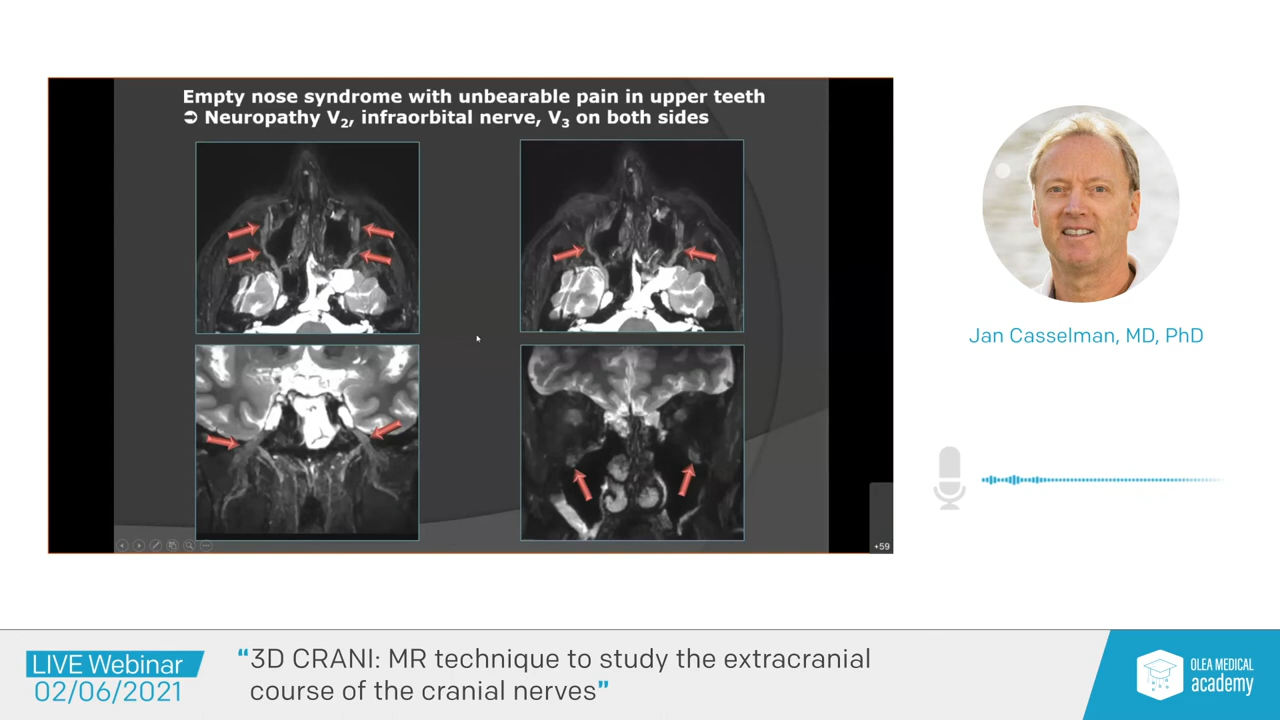 Empty nose syndrome with unbearable pain in upper teeth
➲ Neuropathy V2, infraorbital nerve, V3 on both sides
Jan Casselman, MD, PhD
+59
LIVE Webinar
02/06/2021
“3D CRANI: MR technique to study the extracranial
course of the cranial nerves”
OLEA MEDICAL
academy